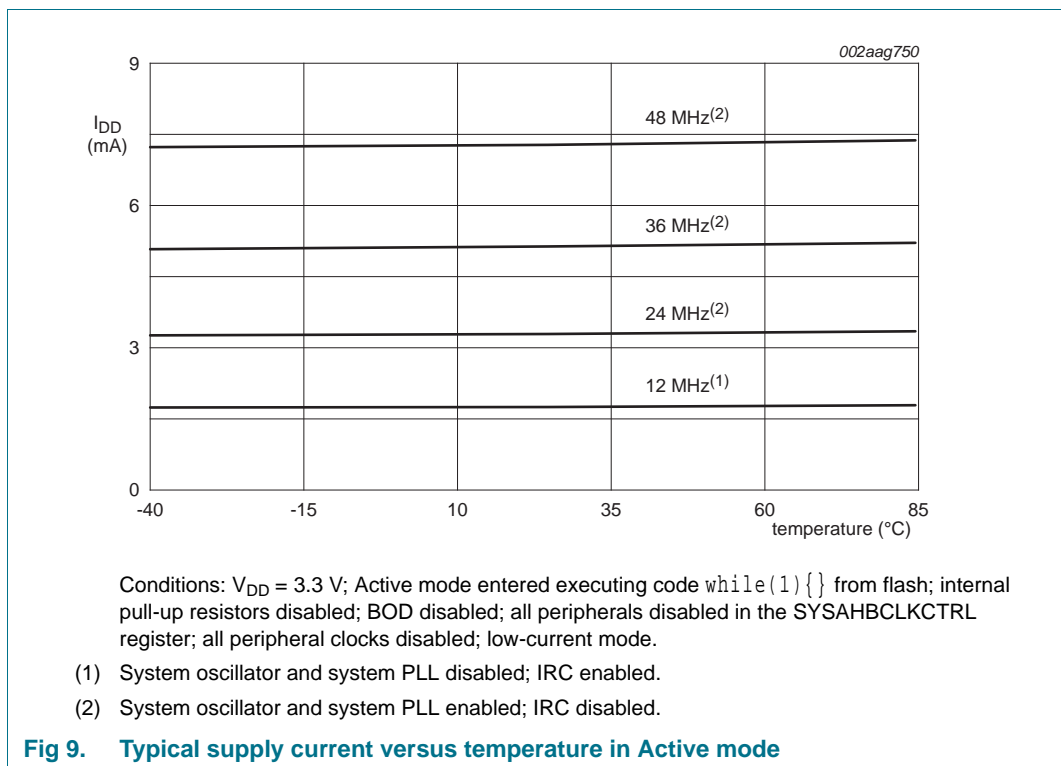 002aag750
9
I_DD
(mA)
48 MHz(2)
6
36 MHz(2)
24 MHz(2)
3
12 MHz(1)
0
-40 -15 10 35 60 85
temperature (°C)
Conditions: V_DD = 3.3 V; Active mode entered executing code while(1){} from flash; internal
pull-up resistors disabled; BOD disabled; all peripherals disabled in the SYSAHBCLKCTRL
register; all peripheral clocks disabled; low-current mode.
(1) System oscillator and system PLL disabled; IRC enabled.
(2) System oscillator and system PLL enabled; IRC disabled.
Fig 9. Typical supply current versus temperature in Active mode